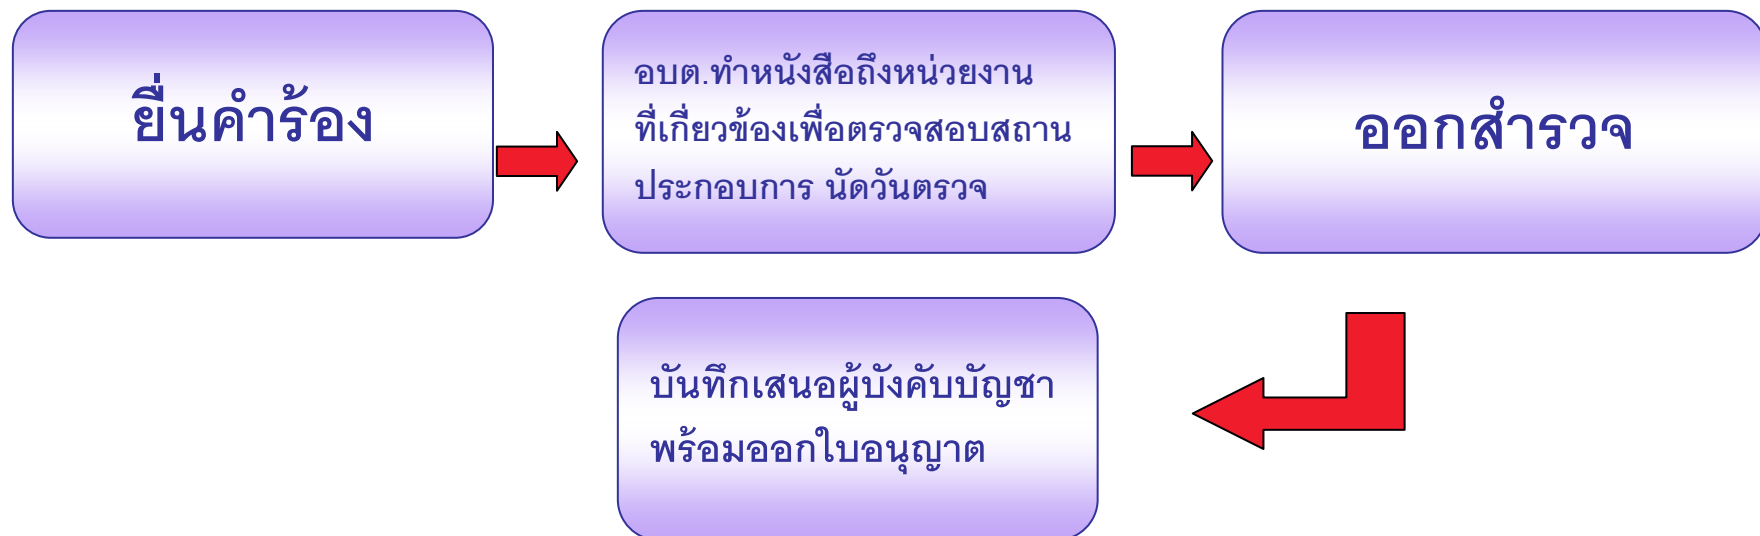 ยื่นคำร้อง
อบต.ทำหนังสือถึงหน่วยงาน
ที่เกี่ยวข้องเพื่อตรวจสอบสถาน
ประกอบการ นัดวันตรวจ
ออกสำรวจ
บันทึกเสนอผู้บังคับบัญชา
พร้อมออกใบอนุญาต